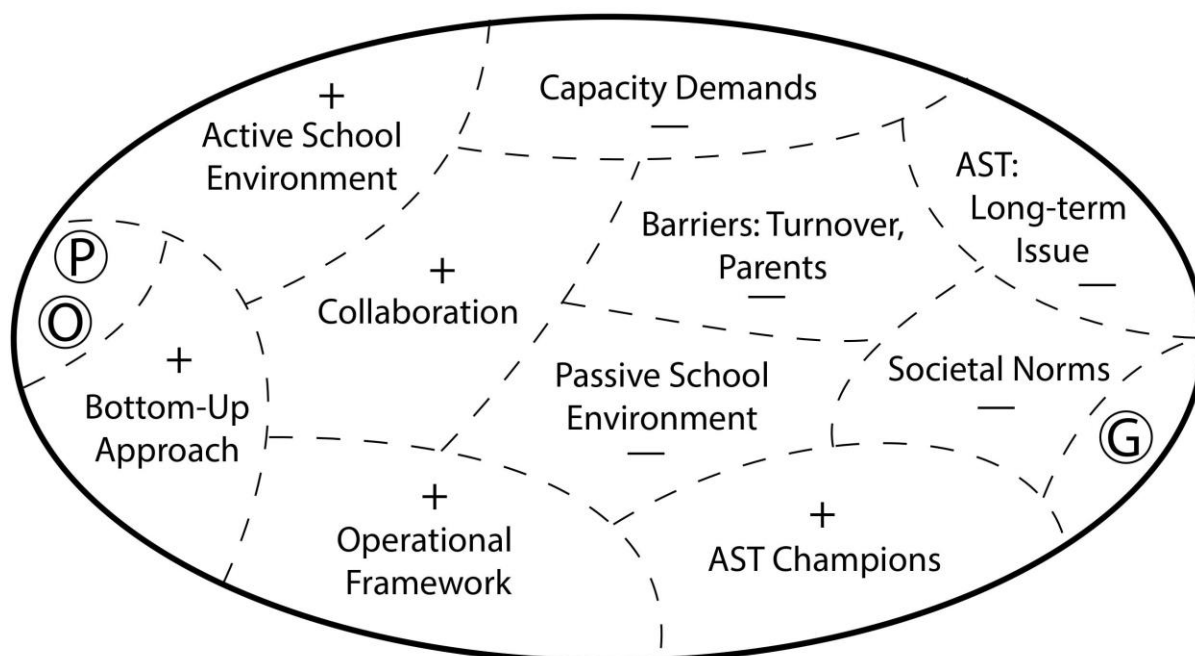 +
Active School
Environment
Capacity Demands
—
AST:
Long-term
Issue
—
Barriers: Turnover,
Parents
—
P
O
+
Collaboration
+
Bottom-Up
Approach
Passive School
Environment
—
Societal Norms
—
G
+
Operational
Framework
+
AST Champions